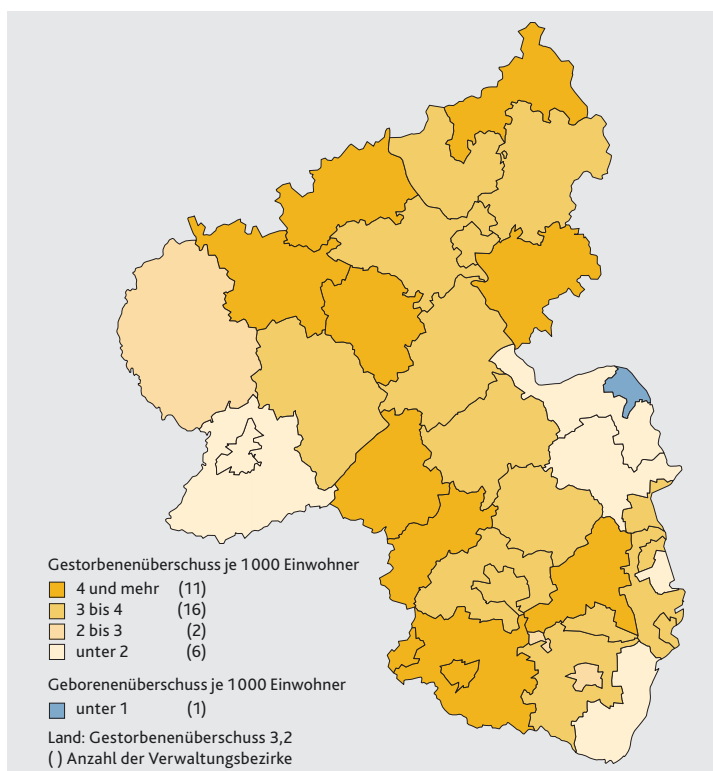 Gestorbenenüberschuss je 1000 Einwohner
4 und mehr (11)
3 bis 4 (16)
2 bis 3 (2)
unter 2 (6)
Geborenenüberschuss je 1000 Einwohner
unter 1 (1)
Land: Gestorbenenüberschuss 3,2
( ) Anzahl der Verwaltungsbezirke